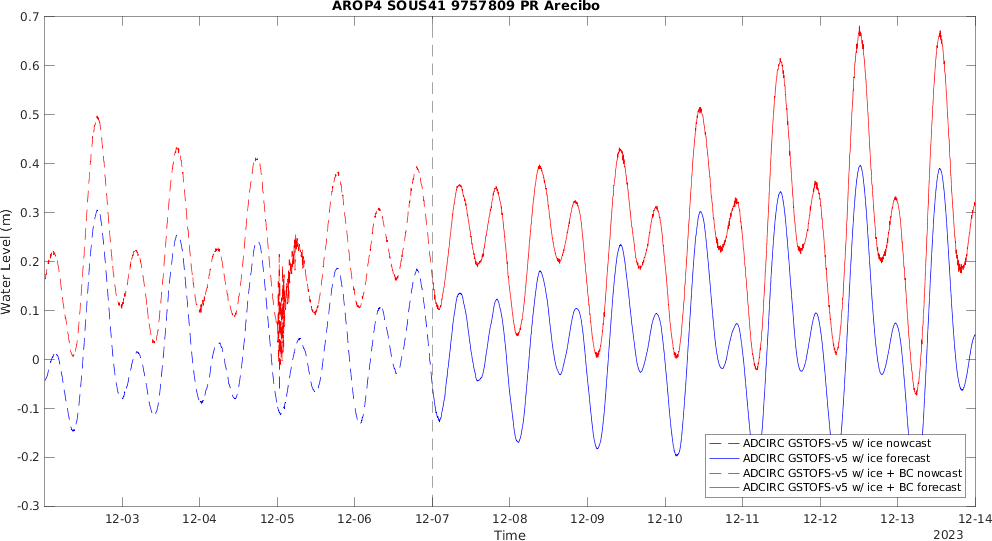 AROP4 SOUS41 9757809 PR Arecibo
0.7
0.6
0.5
0.4
0.3
0.2
0.1
0
-0.1
-0.2
-0.3
Water Level (m)
ADCIRC GSTOFS-v5 w/ ice nowcast
ADCIRC GSTOFS-v5 w/ ice forecast
ADCIRC GSTOFS-v5 w/ ice + BC nowcast
ADCIRC GSTOFS-v5 w/ ice + BC forecast
12-03 12-04 12-05 12-06 12-07 12-08 12-09 12-10 12-11 12-12 12-13 12-14
Time
2023